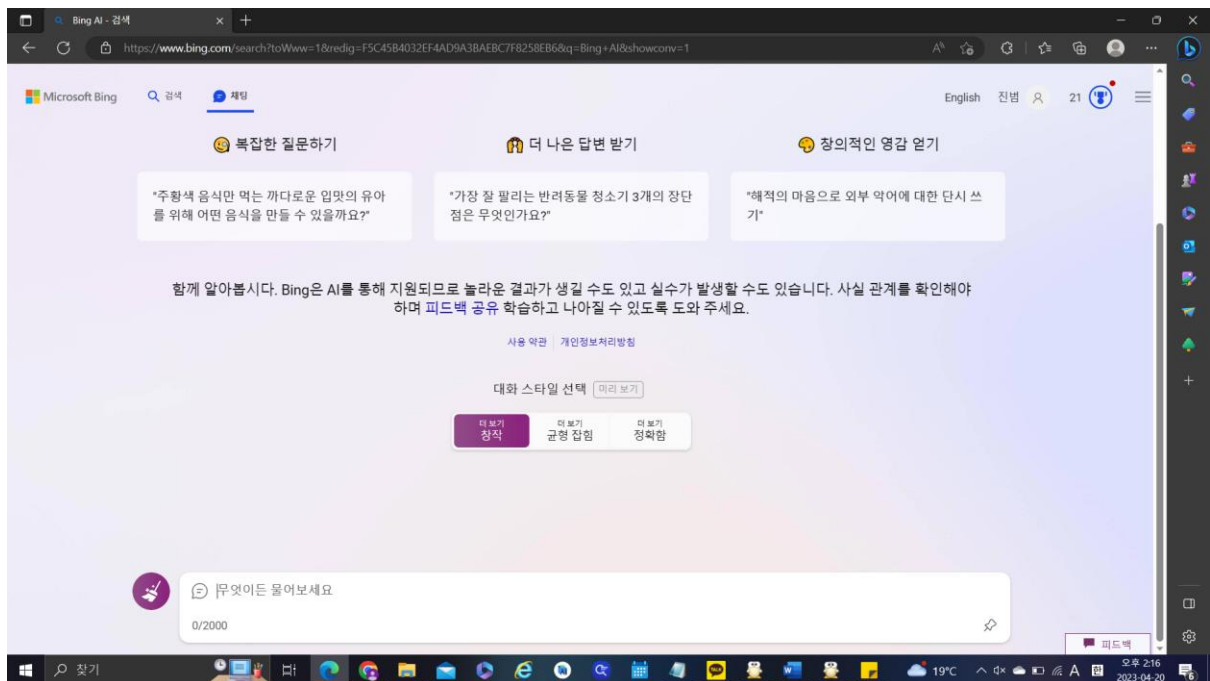 Bing AI - 검색
https://www.bing.com/search?toWww=1&redig=F5C45B4032EF4AD9A3BAEBC7F8258EB6&q=Bing+AI&showconv=1
Microsoft Bing 검색 채팅 English 진범 21
복잡한 질문하기 더 나은 답변 받기 창의적인 영감 얻기
"주황색 음식만 먹는 까다로운 입맛의 유아
를 위해 어떤 음식을 만들 수 있을까요?"
"가장 잘 팔리는 반려동물 청소기 3개의 장단
점은 무엇인가요?"
"해적의 마음으로 외부 악어에 대한 단시 쓰
기"
함께 알아봅시다. Bing은 AI를 통해 지원되므로 놀라운 결과가 생길 수도 있고 실수가 발생할 수도 있습니다. 사실 관계를 확인해야
하며 피드백 공유 학습하고 나아질 수 있도록 도와 주세요.
사용 약관 개인정보처리방침
대화 스타일 선택 미리 보기
더 보기 더 보기 더 보기
창작 균형 잡힘 정확함
무엇이든 물어보세요
0/2000
피드백
찾기 19°C A 오후 2:16
2023-04-20